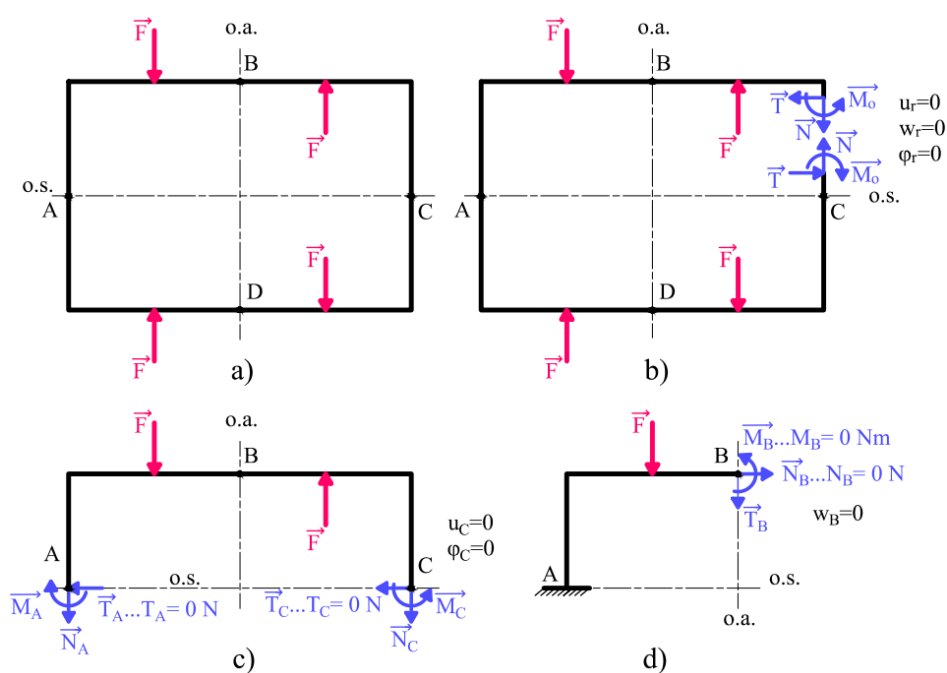 o.a.
F
B
F
o.s.
A
C
F
D
F
a)
o.a.
F
B
T
M₀
u_r=0
N
w_r=0
F
N
φ_r=0
T
M₀
A
C
o.s.
F
D
F
b)
o.a.
F
B
F
u_C=0
φ_C=0
A
C
o.s.
M_A
T_A...T_A= 0 N
T_C...T_C= 0 N
M_C
N_A
N_C
c)
F
o.a.
B
M_B...M_B= 0 Nm
N_B...N_B= 0 N
T_B
w_B=0
A
o.s.
o.a.
d)